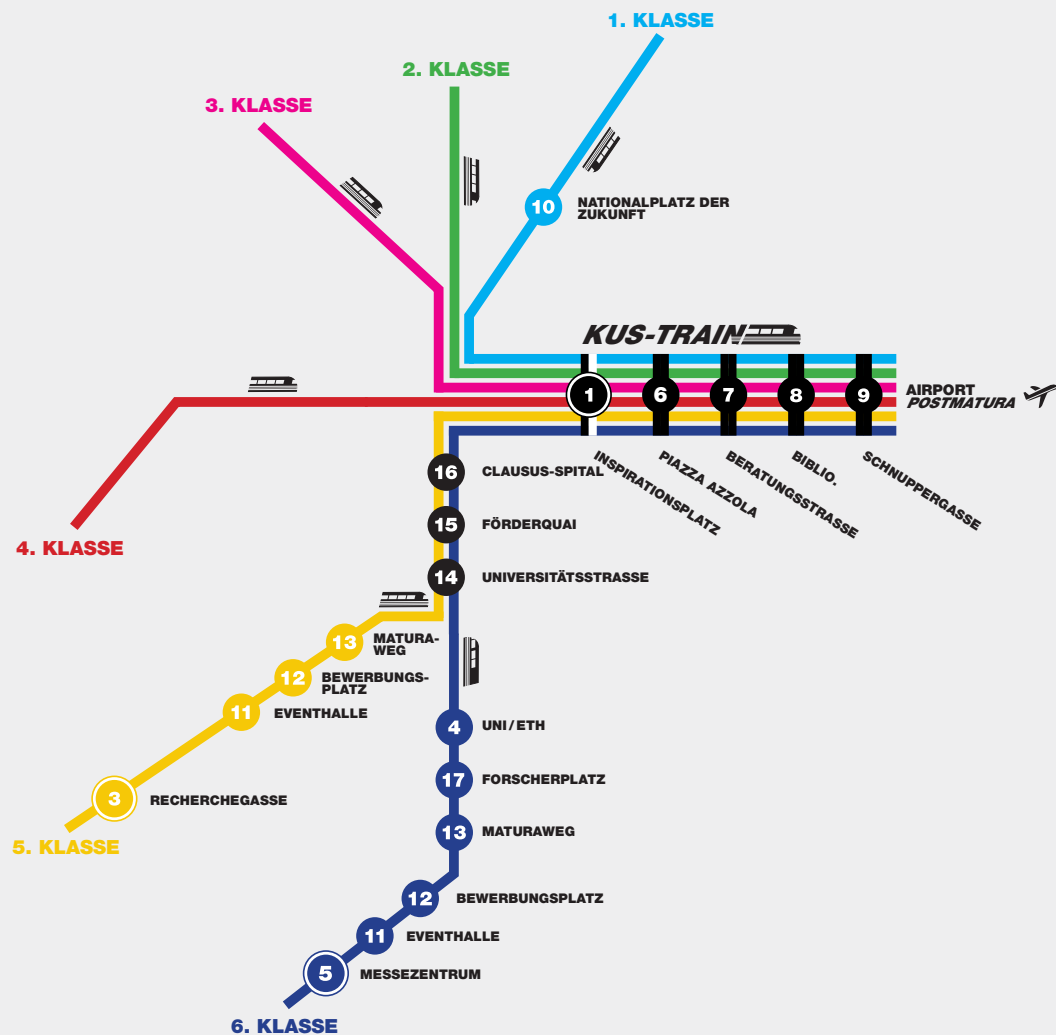 1. KLASSE
2. KLASSE
3. KLASSE
10
NATIONALPLATZ DER
ZUKUNFT
KUS-TRAIN
1
6
7
8
9
AIRPORT
POSTMATURA
INSPIRATIONSPLATZ
PIAZZA AZZOLA
BERATUNGSSTRASSE
BIBLIO.
SCHNUPPERGASSE
16
CLAUSUS-SPITAL
15
FÖRDERQUAI
4. KLASSE
14
UNIVERSITÄTSSTRASSE
13
MATURA-
WEG
12
BEWERBUNGS-
PLATZ
11
EVENTHALLE
3
RECHERCHEGASSE
5. KLASSE
4
UNI/ETH
17
FORSCHERPLATZ
13
MATURAWEG
12
BEWERBUNGSPLATZ
11
EVENTHALLE
5
MESSEZENTRUM
6. KLASSE